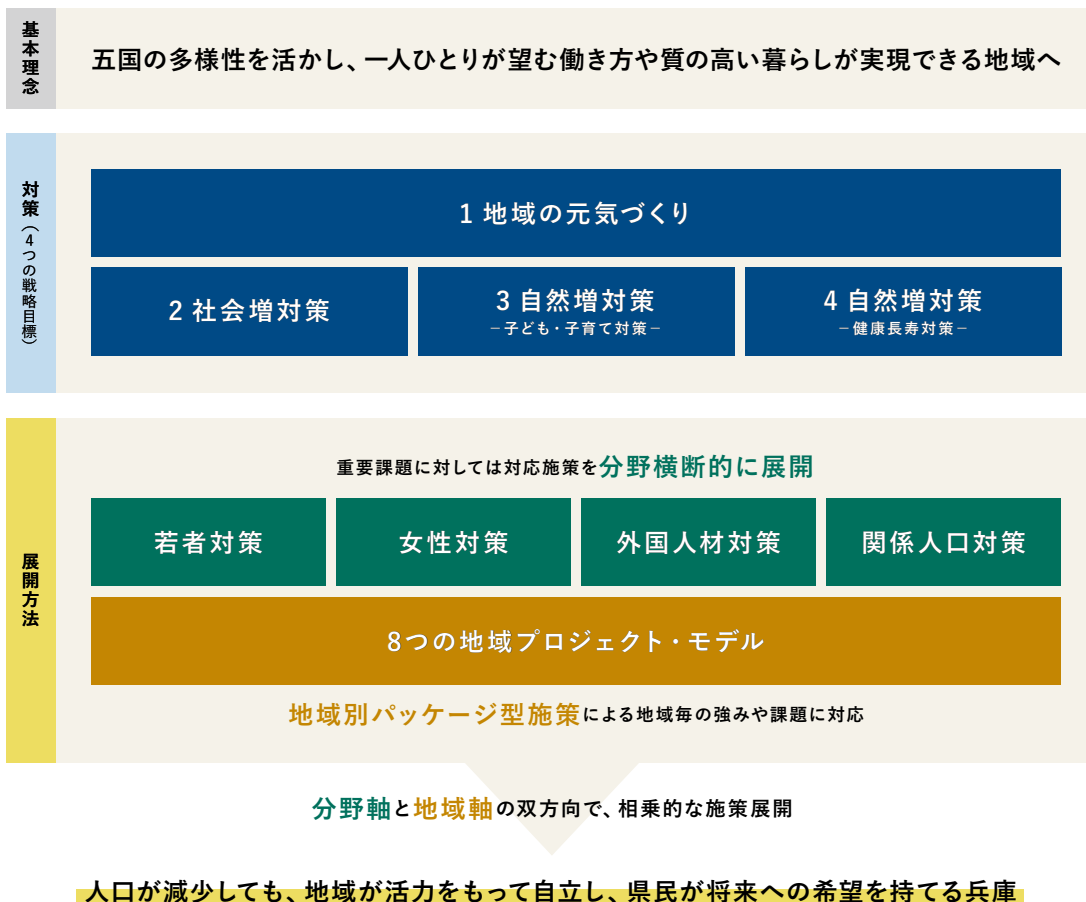 基本理念
五国の多様性を活かし、一人ひとりが望む働き方や質の高い暮らしが実現できる地域へ
対策（4つの戦略目標）
1 地域の元気づくり
2 社会増対策
3 自然増対策
−子ども・子育て対策−
4 自然増対策
−健康長寿対策−
展開方法
重要課題に対しては対応施策を分野横断的に展開
若者対策
女性対策
外国人材対策
関係人口対策
8つの地域プロジェクト・モデル
地域別パッケージ型施策による地域毎の強みや課題に対応
分野軸と地域軸の双方向で、相乗的な施策展開
人口が減少しても、地域が活力をもって自立し、県民が将来への希望を持てる兵庫